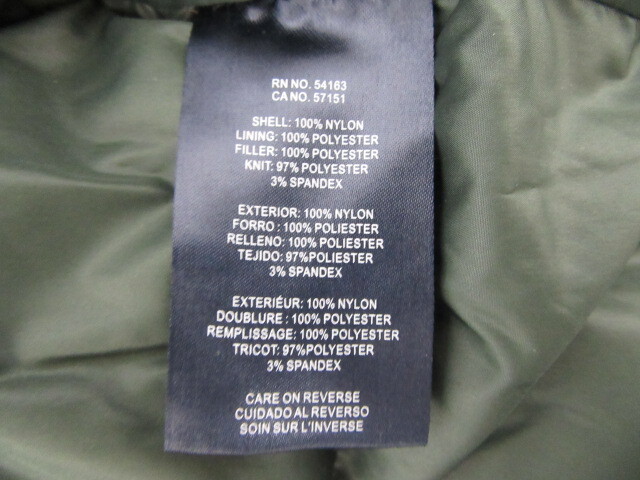 RN NO. 54163
CA NO. 57151
SHELL: 100% NYLON
LINING: 100% POLYESTER
FILLER: 100% POLYESTER
KNIT: 97% POLYESTER
3% SPANDEX
EXTERIOR: 100% NYLON
FORRO : 100% POLIESTER
RELLENO: 100% POLIESTER
TEJIDO: 97%POLIESTER
3% SPANDEX
EXTERIÉUR: 100% NYLON
DOUBLURE : 100% POLYESTER
REMPLISSAGE: 100% POLYESTER
TRICOT: 97%POLYESTER
3% SPANDEX
CARE ON REVERSE
CUIDADO AL REVERSO
SOIN SUR L'INVERSE